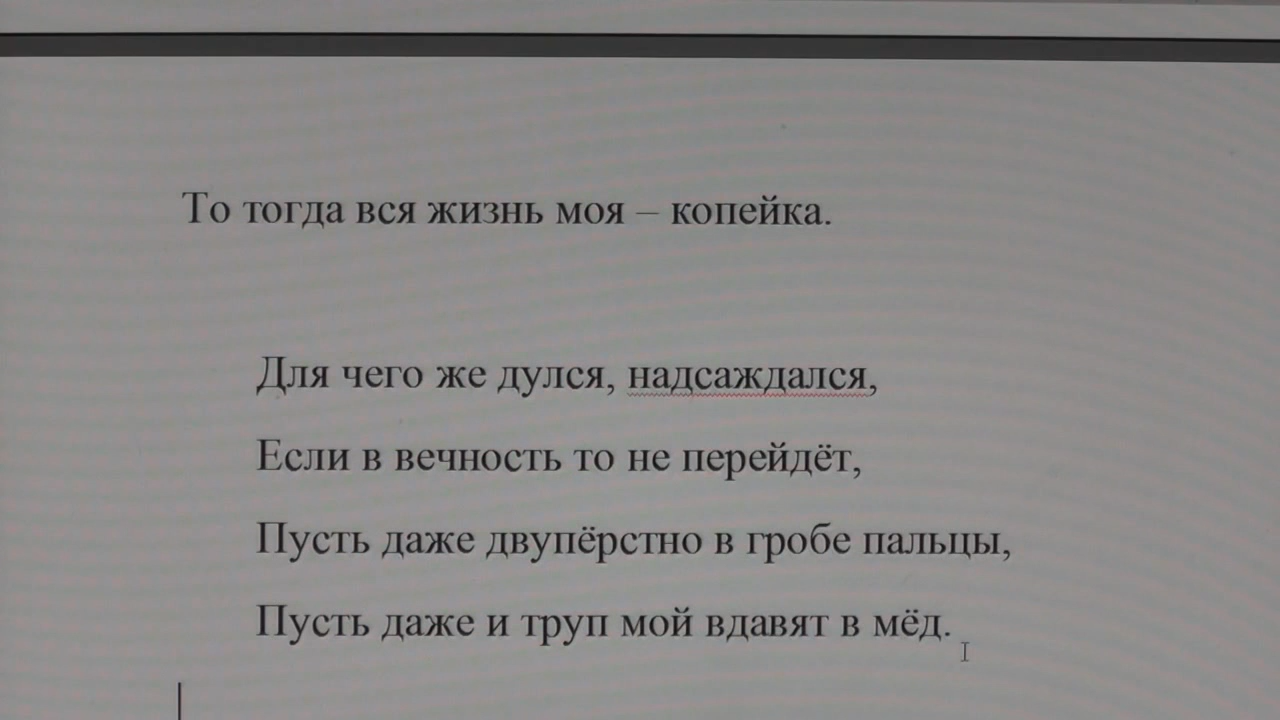 То тогда вся жизнь моя – копейка.
Для чего же дулся, надсаждался,
Если в вечность то не перейдёт,
Пусть даже двупёрстно в гробе пальцы,
Пусть даже и труп мой вдавят в мёд.